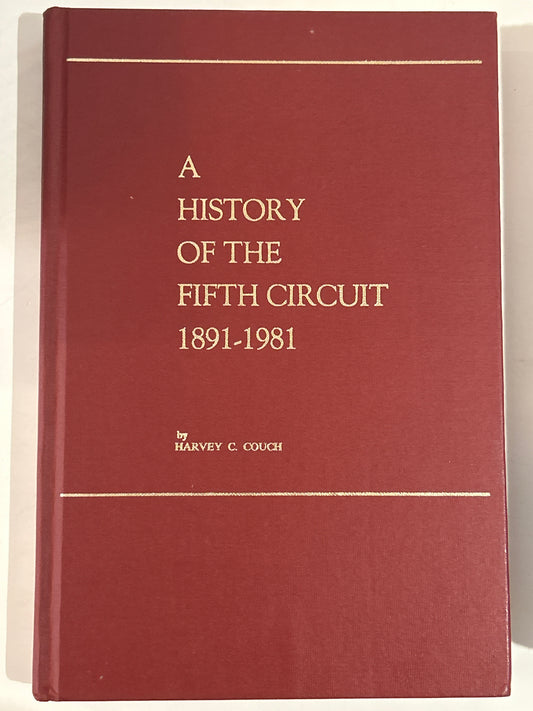 A
HISTORY
OF THE
FIFTH CIRCUIT
1891-1981
by
HARVEY C. COUCH